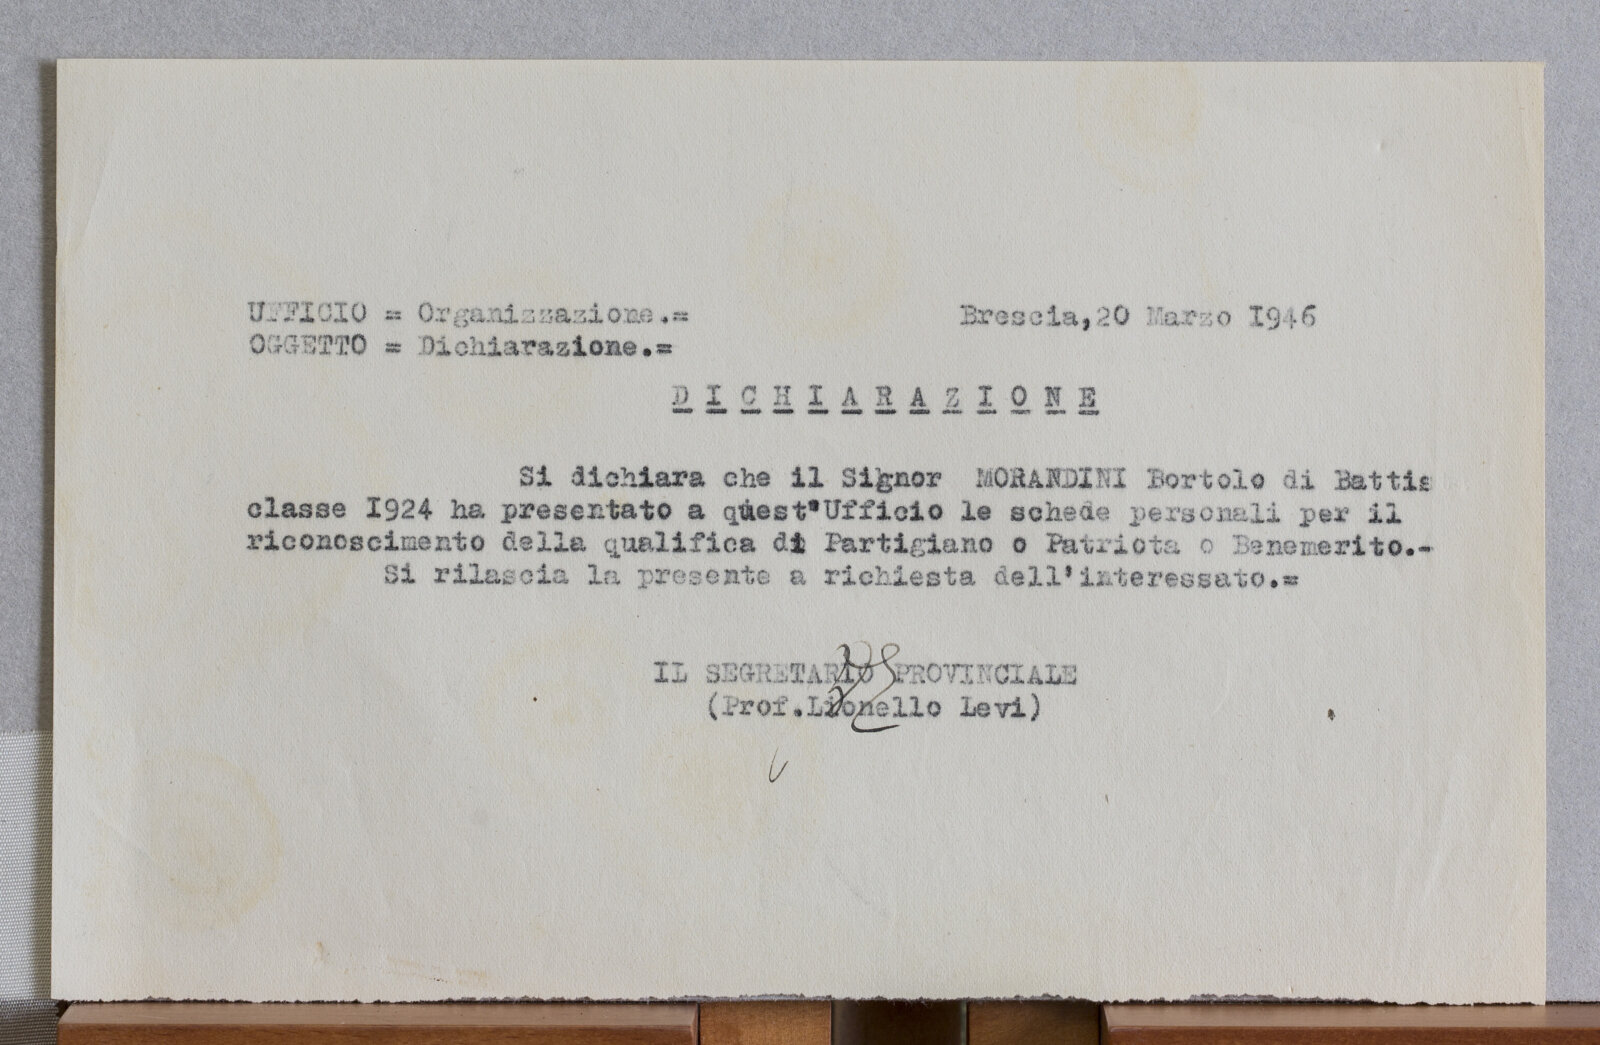 UFFICIO = Organizzazione.=
Brescia,20 Marzo I946
OGGETTO = Dichiarazione.=
DICHIARAZIONE
Si dichiara che il Signor MORANDINI Bortolo di Battis
classe I924 ha presentato a quest'Ufficio le schede personali per il
riconoscimento della qualifica di Partigiano o Patriota o Benemerito.-
Si rilascia la presente a richiesta dell'interessato.=
IL SEGRETARIO PROVINCIALE
(Prof.Lionello Levi)